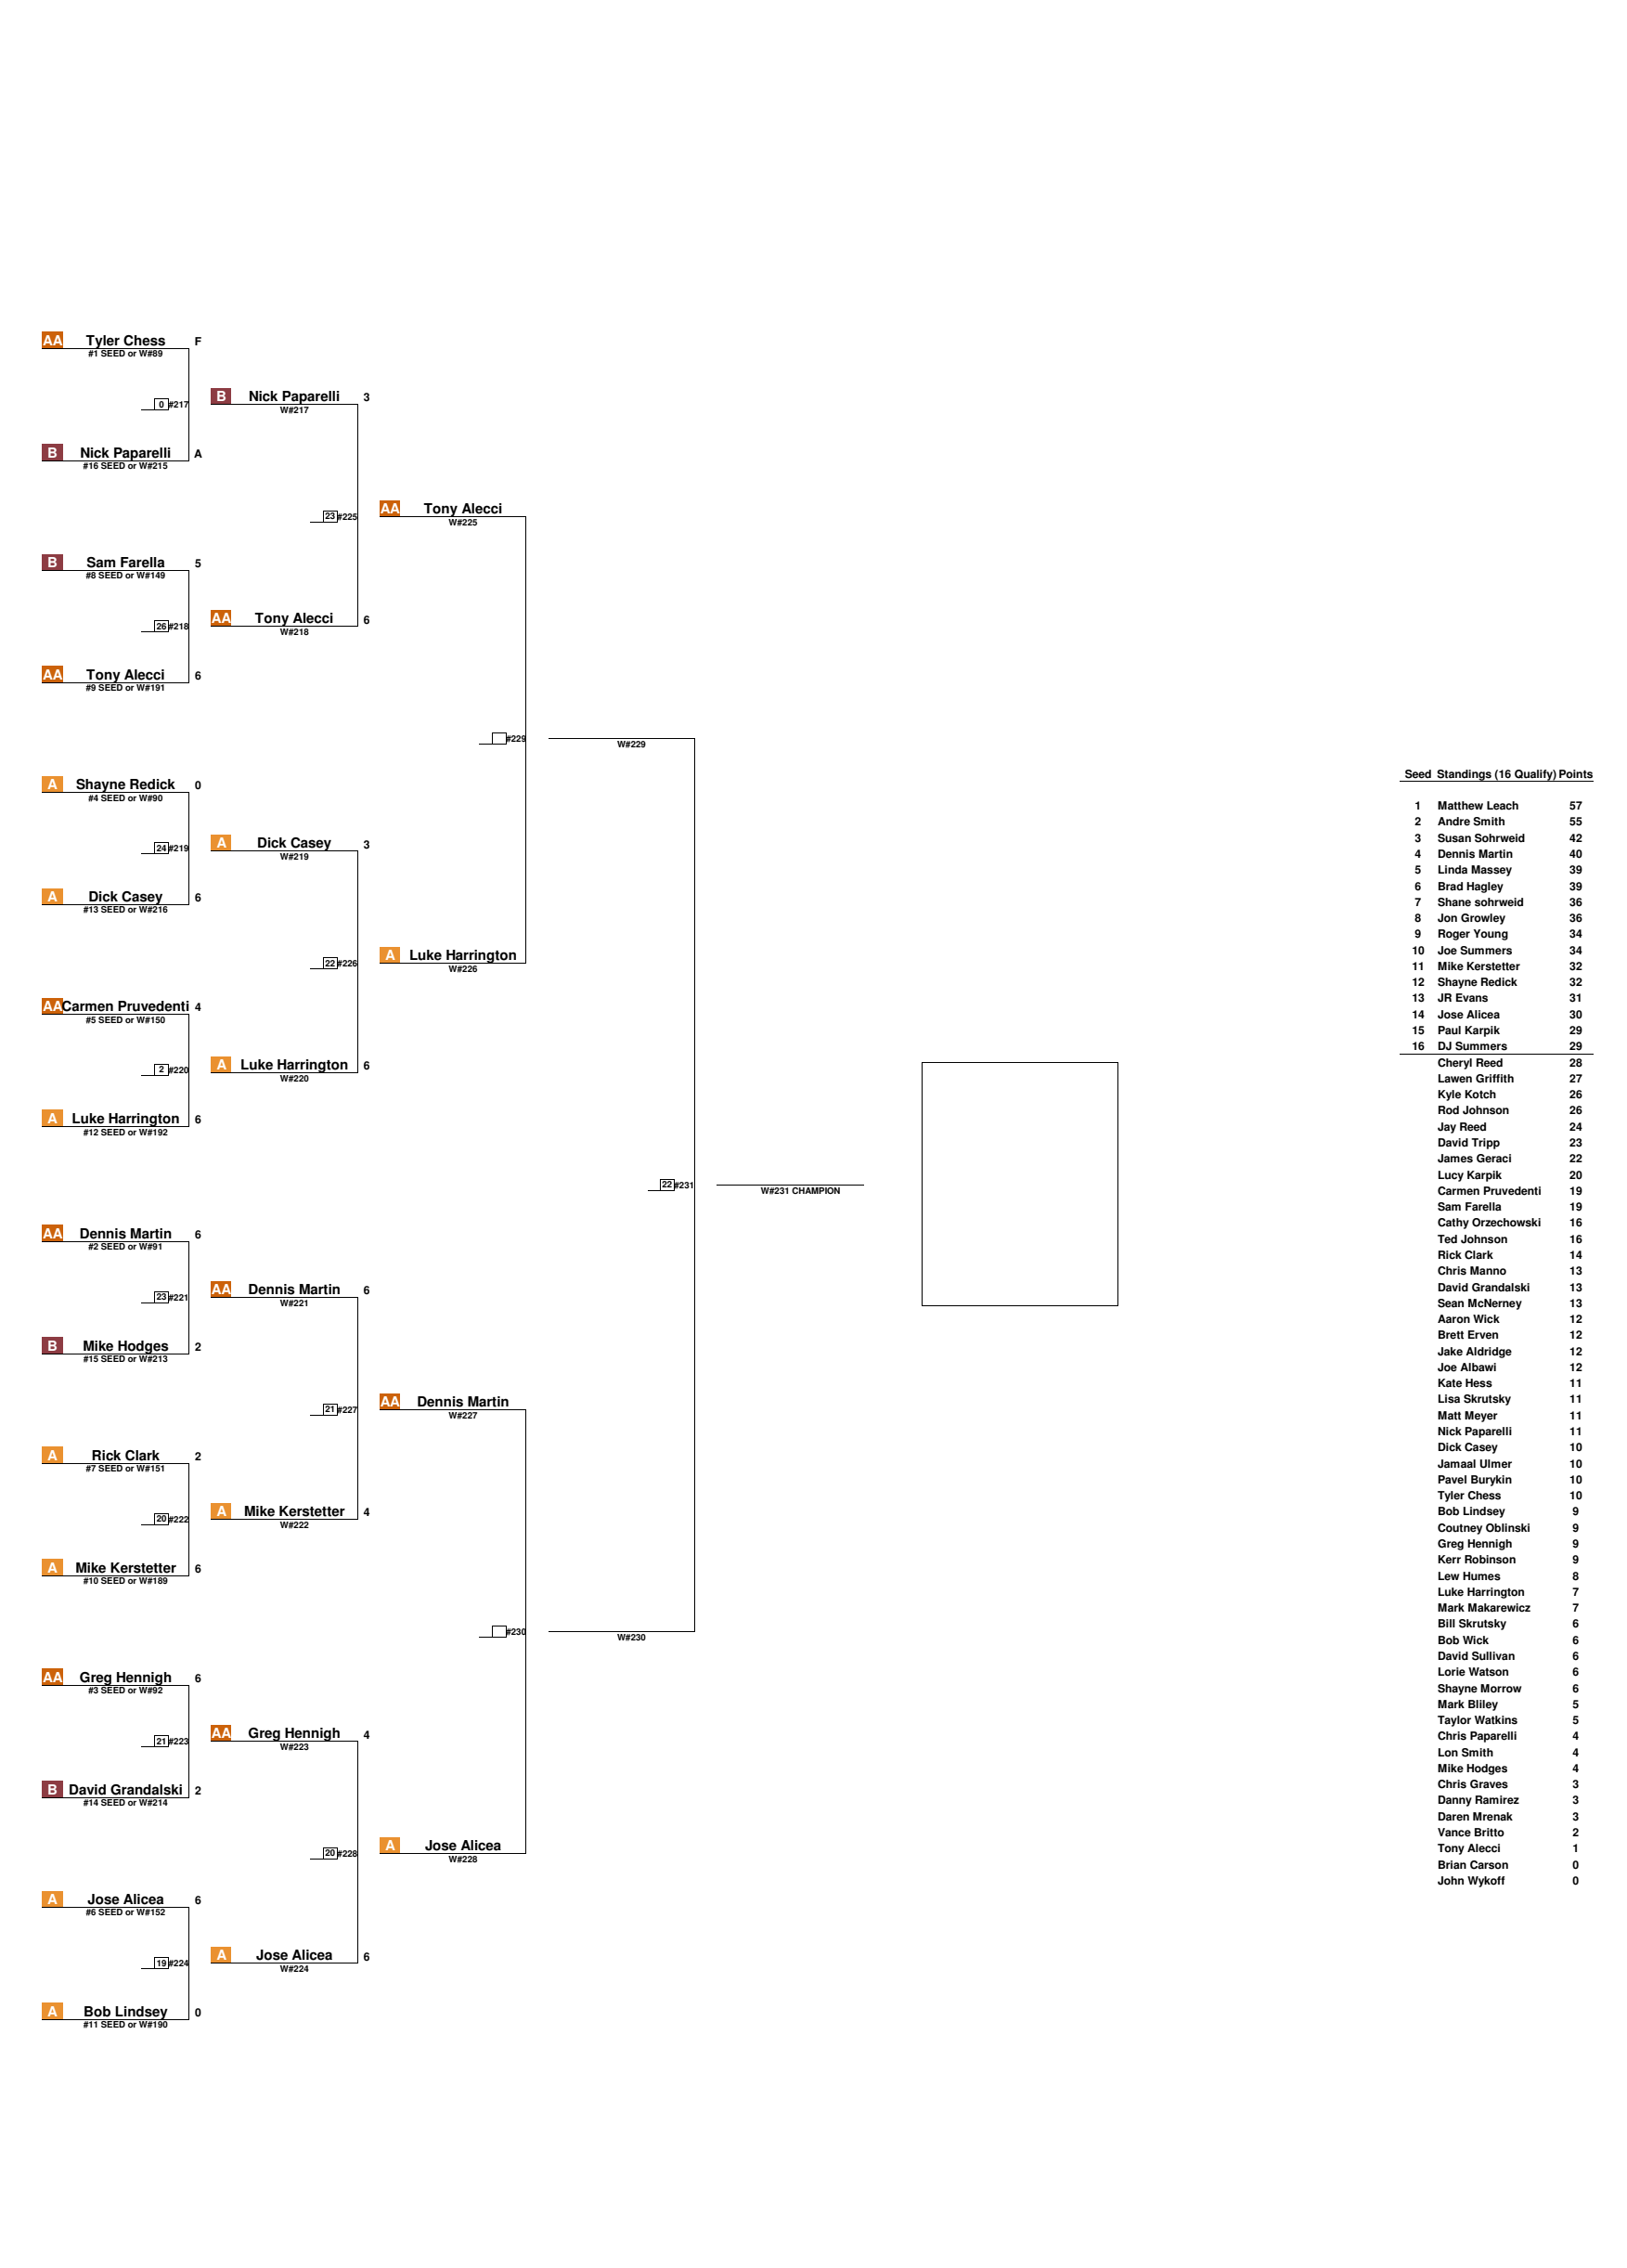 AA Tyler Chess F
#1 SEED or W#89
0 #217
B Nick Paparelli 3
W#217
B Nick Paparelli A
#16 SEED or W#215
23 #225
AA Tony Alecci
W#225
B Sam Farella 5
#8 SEED or W#149
26 #218
AA Tony Alecci 6
W#218
AA Tony Alecci 6
#9 SEED or W#191
#229
W#229
A Shayne Redick 0
#4 SEED or W#90
24 #219
A Dick Casey 3
W#219
A Dick Casey 6
#13 SEED or W#216
22 #226
A Luke Harrington
W#226
AA Carmen Pruvedenti 4
#5 SEED or W#150
2 #220
A Luke Harrington 6
W#220
A Luke Harrington 6
#12 SEED or W#192
22 #231
W#231 CHAMPION
AA Dennis Martin 6
#2 SEED or W#91
23 #221
AA Dennis Martin 6
W#221
B Mike Hodges 2
#15 SEED or W#213
21 #227
AA Dennis Martin
W#227
A Rick Clark 2
#7 SEED or W#151
20 #222
A Mike Kerstetter 4
W#222
A Mike Kerstetter 6
#10 SEED or W#189
#230
W#230
AA Greg Hennigh 6
#3 SEED or W#92
21 #223
AA Greg Hennigh 4
W#223
B David Grandalski 2
#14 SEED or W#214
20 #228
A Jose Alicea
W#228
A Jose Alicea 6
#6 SEED or W#152
19 #224
A Jose Alicea 6
W#224
A Bob Lindsey 0
#11 SEED or W#190
Seed Standings (16 Qualify) Points
1 Matthew Leach 57
2 Andre Smith 55
3 Susan Sohrweid 42
4 Dennis Martin 40
5 Linda Massey 39
6 Brad Hagley 39
7 Shane sohrweid 36
8 Jon Growley 36
9 Roger Young 34
10 Joe Summers 34
11 Mike Kerstetter 32
12 Shayne Redick 32
13 JR Evans 31
14 Jose Alicea 30
15 Paul Karpik 29
16 DJ Summers 29
Cheryl Reed 28
Lawen Griffith 27
Kyle Kotch 26
Rod Johnson 26
Jay Reed 24
David Tripp 23
James Geraci 22
Lucy Karpik 20
Carmen Pruvedenti 19
Sam Farella 19
Cathy Orzechowski 16
Ted Johnson 16
Rick Clark 14
Chris Manno 13
David Grandalski 13
Sean McNerney 13
Aaron Wick 12
Brett Erven 12
Jake Aldridge 12
Joe Albawi 12
Kate Hess 11
Lisa Skrutsky 11
Matt Meyer 11
Nick Paparelli 11
Dick Casey 10
Jamaal Ulmer 10
Pavel Burykin 10
Tyler Chess 10
Bob Lindsey 9
Coutney Oblinski 9
Greg Hennigh 9
Kerr Robinson 9
Lew Humes 8
Luke Harrington 7
Mark Makarewicz 7
Bill Skrutsky 6
Bob Wick 6
David Sullivan 6
Lorie Watson 6
Shayne Morrow 6
Mark Bliley 5
Taylor Watkins 5
Chris Paparelli 4
Lon Smith 4
Mike Hodges 4
Chris Graves 3
Danny Ramirez 3
Daren Mrenak 3
Vance Britto 2
Tony Alecci 1
Brian Carson 0
John Wykoff 0